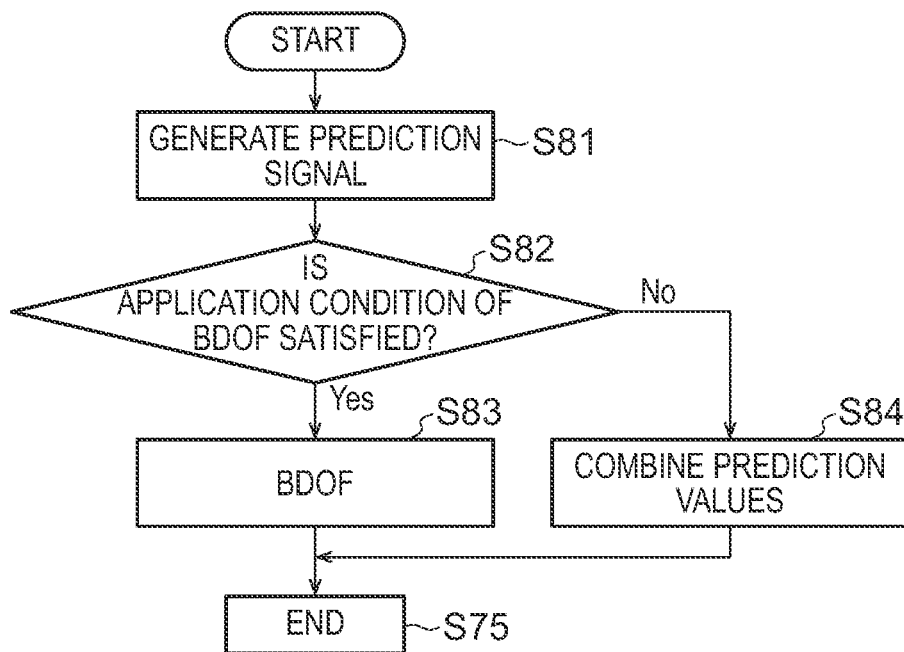 START
GENERATE PREDICTION
SIGNAL
S81
S82
IS
APPLICATION CONDITION OF
BDOF SATISFIED?
No
Yes
S83
BDOF
S84
COMBINE PREDICTION
VALUES
END
S75